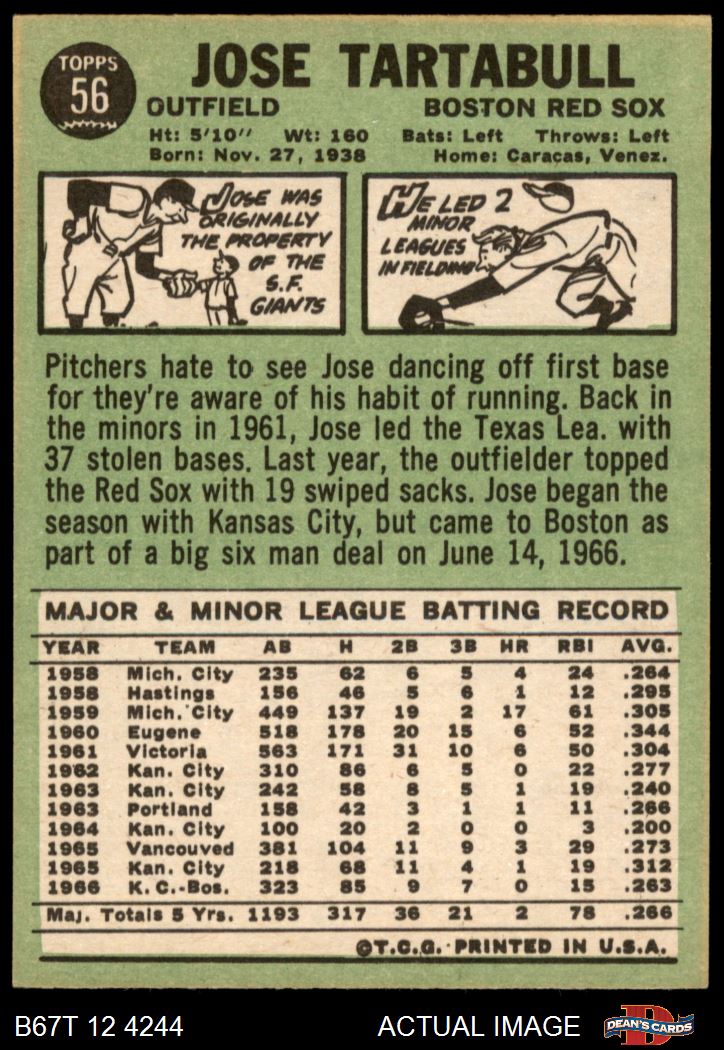 TOPPS
56
JOSE TARTABULL
OUTFIELD BOSTON RED SOX
Ht: 5'10'' Wt: 160 Bats: Left Throws: Left
Born: Nov. 27, 1938 Home: Caracas, Venez.
JOSE WAS
ORIGINALLY
THE PROPERTY
OF THE
S.F.
GIANTS
HE LED 2
MINOR
LEAGUES
IN FIELDING
Pitchers hate to see Jose dancing off first base
for they're aware of his habit of running. Back in
the minors in 1961, Jose led the Texas Lea. with
37 stolen bases. Last year, the outfielder topped
the Red Sox with 19 swiped sacks. Jose began the
season with Kansas City, but came to Boston as
part of a big six man deal on June 14, 1966.
MAJOR & MINOR LEAGUE BATTING RECORD
YEAR TEAM AB H 2B 3B HR RBI AVG.
1958 Mich. City 235 62 6 5 4 24 .264
1958 Hastings 156 46 5 6 1 12 .295
1959 Mich. City 449 137 19 2 17 61 .305
1960 Eugene 518 178 20 15 6 52 .344
1961 Victoria 563 171 31 10 6 50 .304
1962 Kan. City 310 86 6 5 0 22 .277
1963 Kan. City 242 58 8 5 1 19 .240
1963 Portland 158 42 3 1 1 11 .266
1964 Kan. City 100 20 2 0 0 3 .200
1965 Vancouved 381 104 11 9 3 29 .273
1965 Kan. City 218 68 11 4 1 19 .312
1966 K.C.-Bos. 323 85 9 7 0 15 .263
Maj. Totals 5 Yrs. 1193 317 36 21 2 78 .266
©T.C.G. PRINTED IN U.S.A.
B67T 12 4244 ACTUAL IMAGE D DEAN'S CARDS